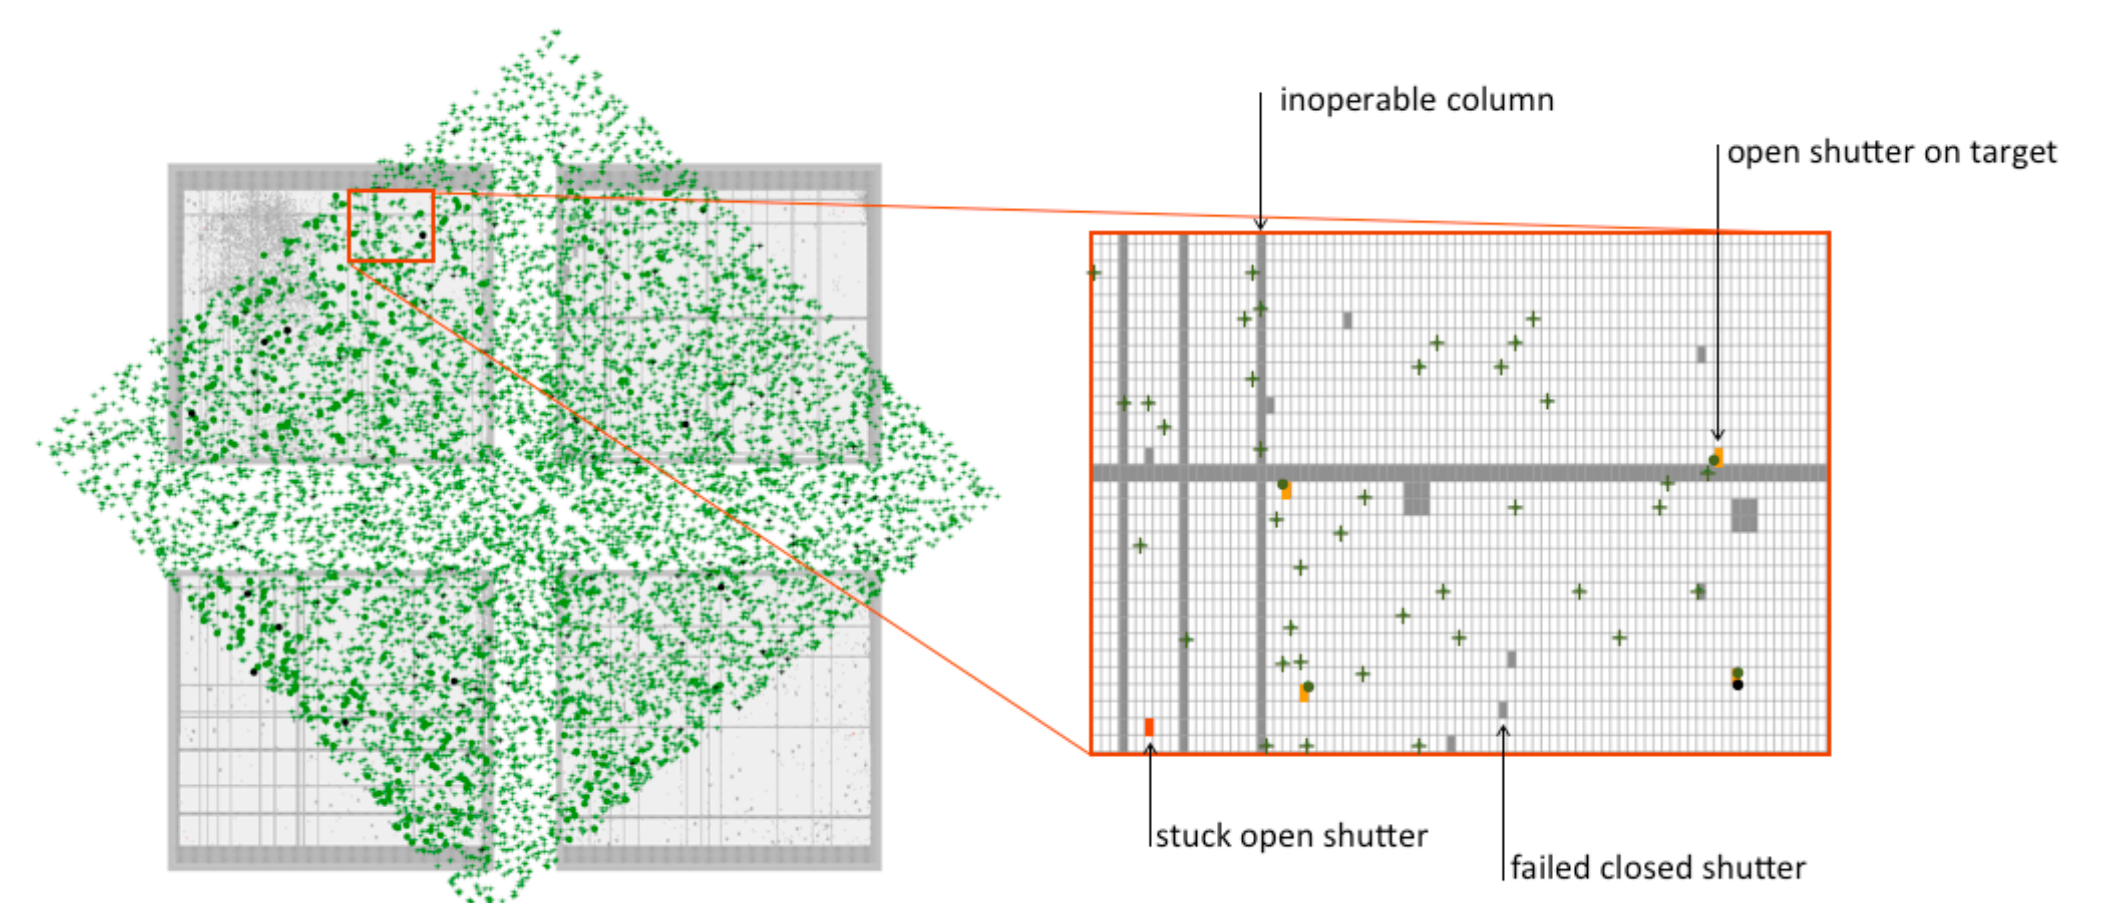 inoperable column
open shutter on target
stuck open shutter
failed closed shutter